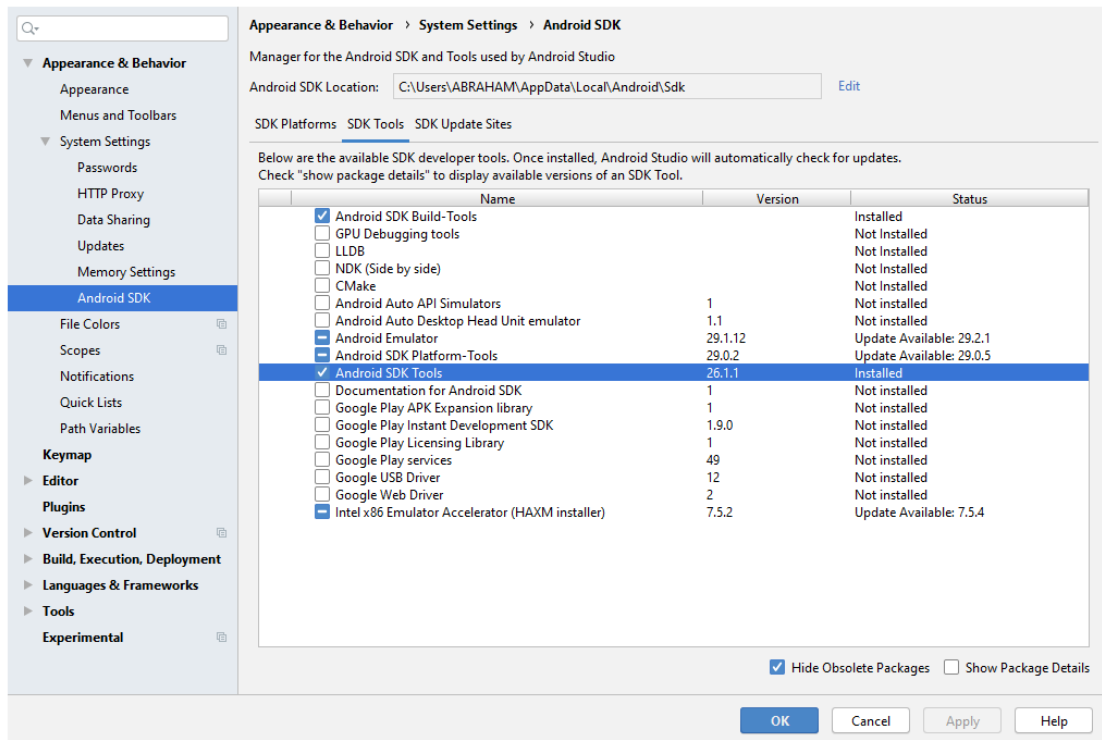 Appearance & Behavior
Appearance
Menus and Toolbars
System Settings
Passwords
HTTP Proxy
Data Sharing
Updates
Memory Settings
Android SDK
File Colors
Scopes
Notifications
Quick Lists
Path Variables
Keymap
Editor
Plugins
Version Control
Build, Execution, Deployment
Languages & Frameworks
Tools
Experimental
Appearance & Behavior › System Settings › Android SDK
Manager for the Android SDK and Tools used by Android Studio
Android SDK Location: C:\Users\ABRAHAM\AppData\Local\Android\Sdk Edit
SDK Platforms SDK Tools SDK Update Sites
Below are the available SDK developer tools. Once installed, Android Studio will automatically check for updates.
Check "show package details" to display available versions of an SDK Tool.
Name Version Status
Android SDK Build-Tools Installed
GPU Debugging tools Not Installed
LLDB Not Installed
NDK (Side by side) Not Installed
CMake Not Installed
Android Auto API Simulators 1 Not installed
Android Auto Desktop Head Unit emulator 1.1 Not installed
Android Emulator 29.1.12 Update Available: 29.2.1
Android SDK Platform-Tools 29.0.2 Update Available: 29.0.5
Android SDK Tools 26.1.1 Installed
Documentation for Android SDK 1 Not installed
Google Play APK Expansion library 1 Not installed
Google Play Instant Development SDK 1.9.0 Not installed
Google Play Licensing Library 1 Not installed
Google Play services 49 Not installed
Google USB Driver 12 Not installed
Google Web Driver 2 Not installed
Intel x86 Emulator Accelerator (HAXM installer) 7.5.2 Update Available: 7.5.4
Hide Obsolete Packages Show Package Details
OK Cancel Apply Help